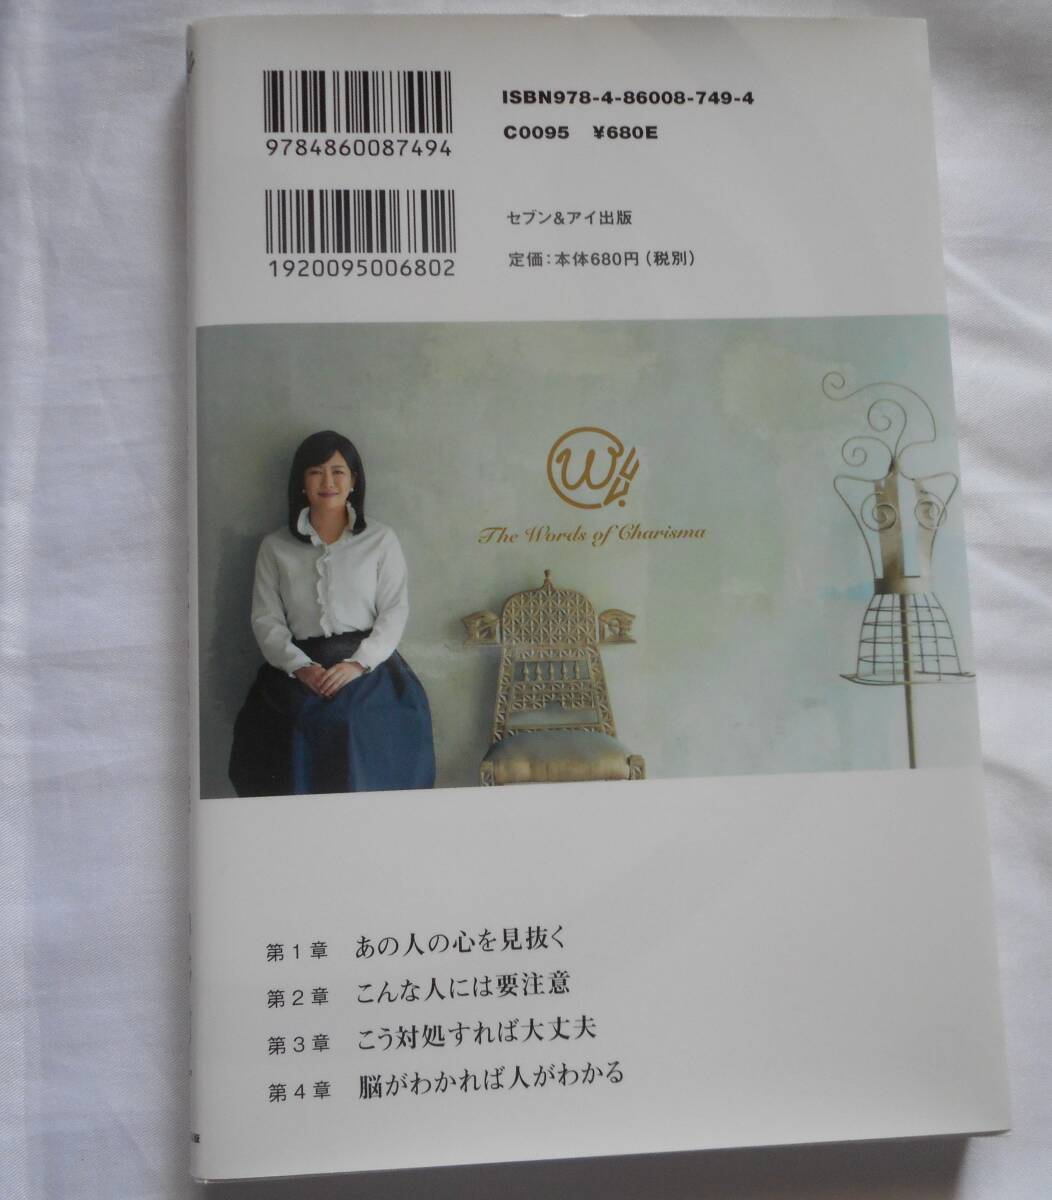 ISBN978-4-86008-749-4
9784860087494
C0095 ¥680E
1920095006802
セブン&アイ出版
定価：本体680円（税別）
W!!
The Words of Charisma
第1章 あの人の心を見抜く
第2章 こんな人には要注意
第3章 こう対処すれば大丈夫
第4章 脳がわかれば人がわかる